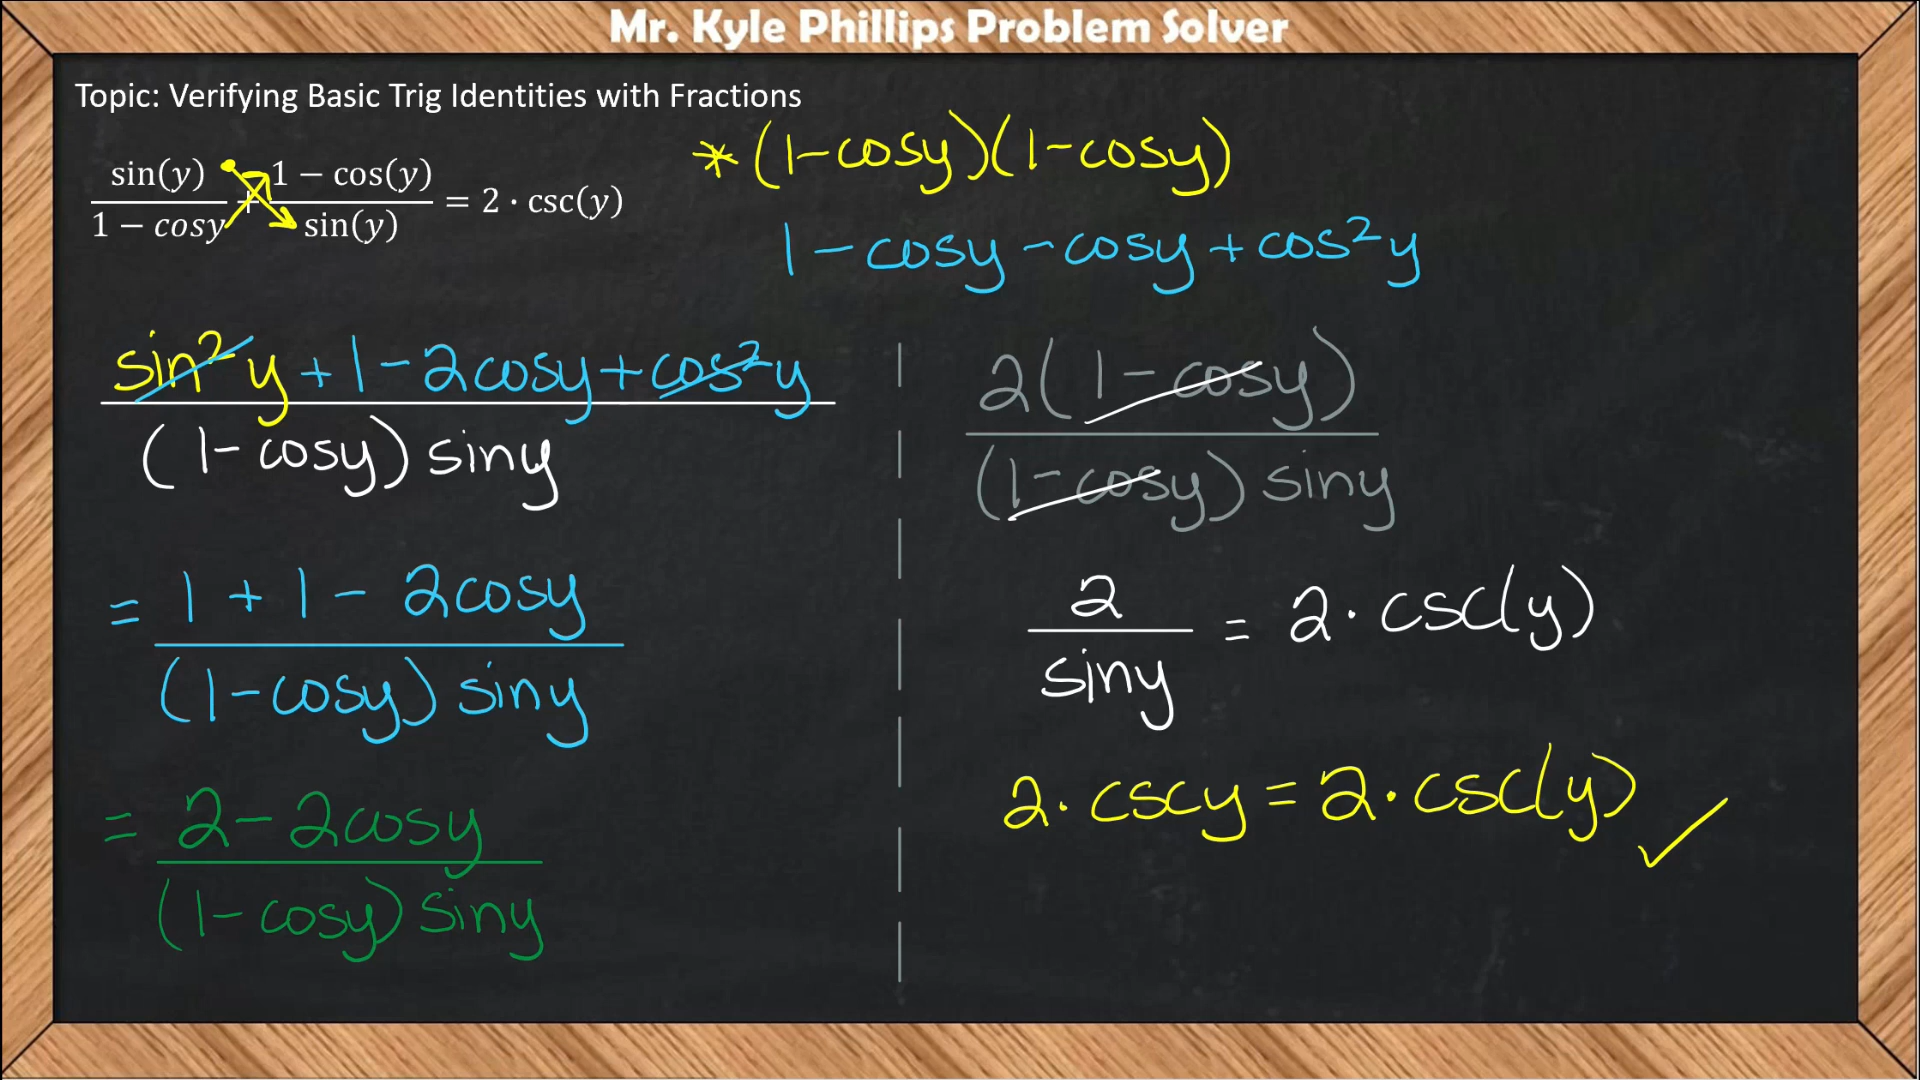 Mr. Kyle Phillips Problem Solver
Topic: Verifying Basic Trig Identities with Fractions
sin(y)/(1 − cosy) + (1 − cos(y))/sin(y) = 2 · csc(y)
* (1-cosy)(1-cosy)
1 - cosy - cosy + cos²y
(sin²y + 1 - 2cosy + cos²y)/((1-cosy) siny)
= (1 + 1 - 2cosy)/((1-cosy) siny)
= (2 - 2cosy)/((1-cosy) siny)
2(1-cosy)/((1-cosy) siny)
2/siny = 2 · csc(y)
2 · cscy = 2 · csc(y) ✓